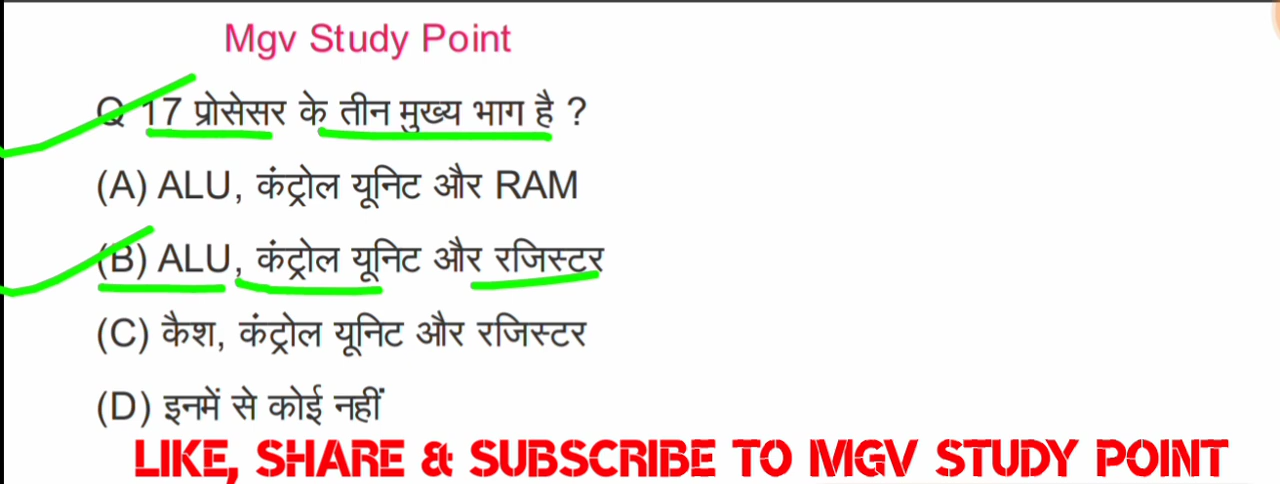 Mgv Study Point
Q 17 प्रोसेसर के तीन मुख्य भाग है ?
(A) ALU, कंट्रोल यूनिट और RAM
(B) ALU, कंट्रोल यूनिट और रजिस्टर
(C) कैश, कंट्रोल यूनिट और रजिस्टर
(D) इनमें से कोई नहीं
LIKE, SHARE & SUBSCRIBE TO MGV STUDY POINT